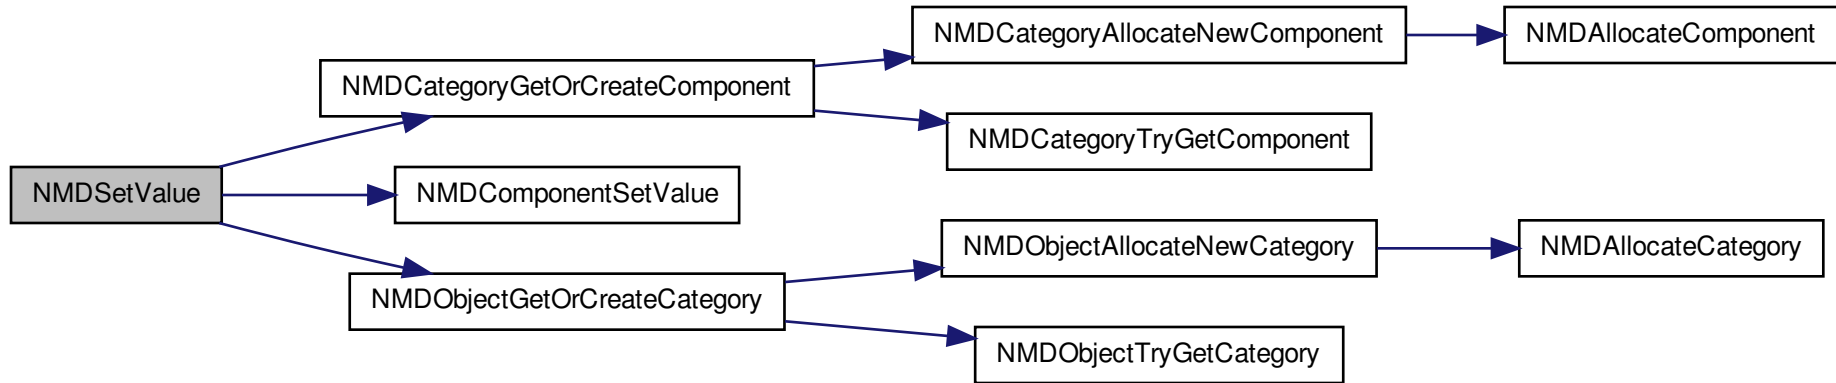 NMDCategoryAllocateNewComponent
NMDAllocateComponent
NMDCategoryGetOrCreateComponent
NMDCategoryTryGetComponent
NMDSetValue
NMDComponentSetValue
NMDObjectAllocateNewCategory
NMDAllocateCategory
NMDObjectGetOrCreateCategory
NMDObjectTryGetCategory